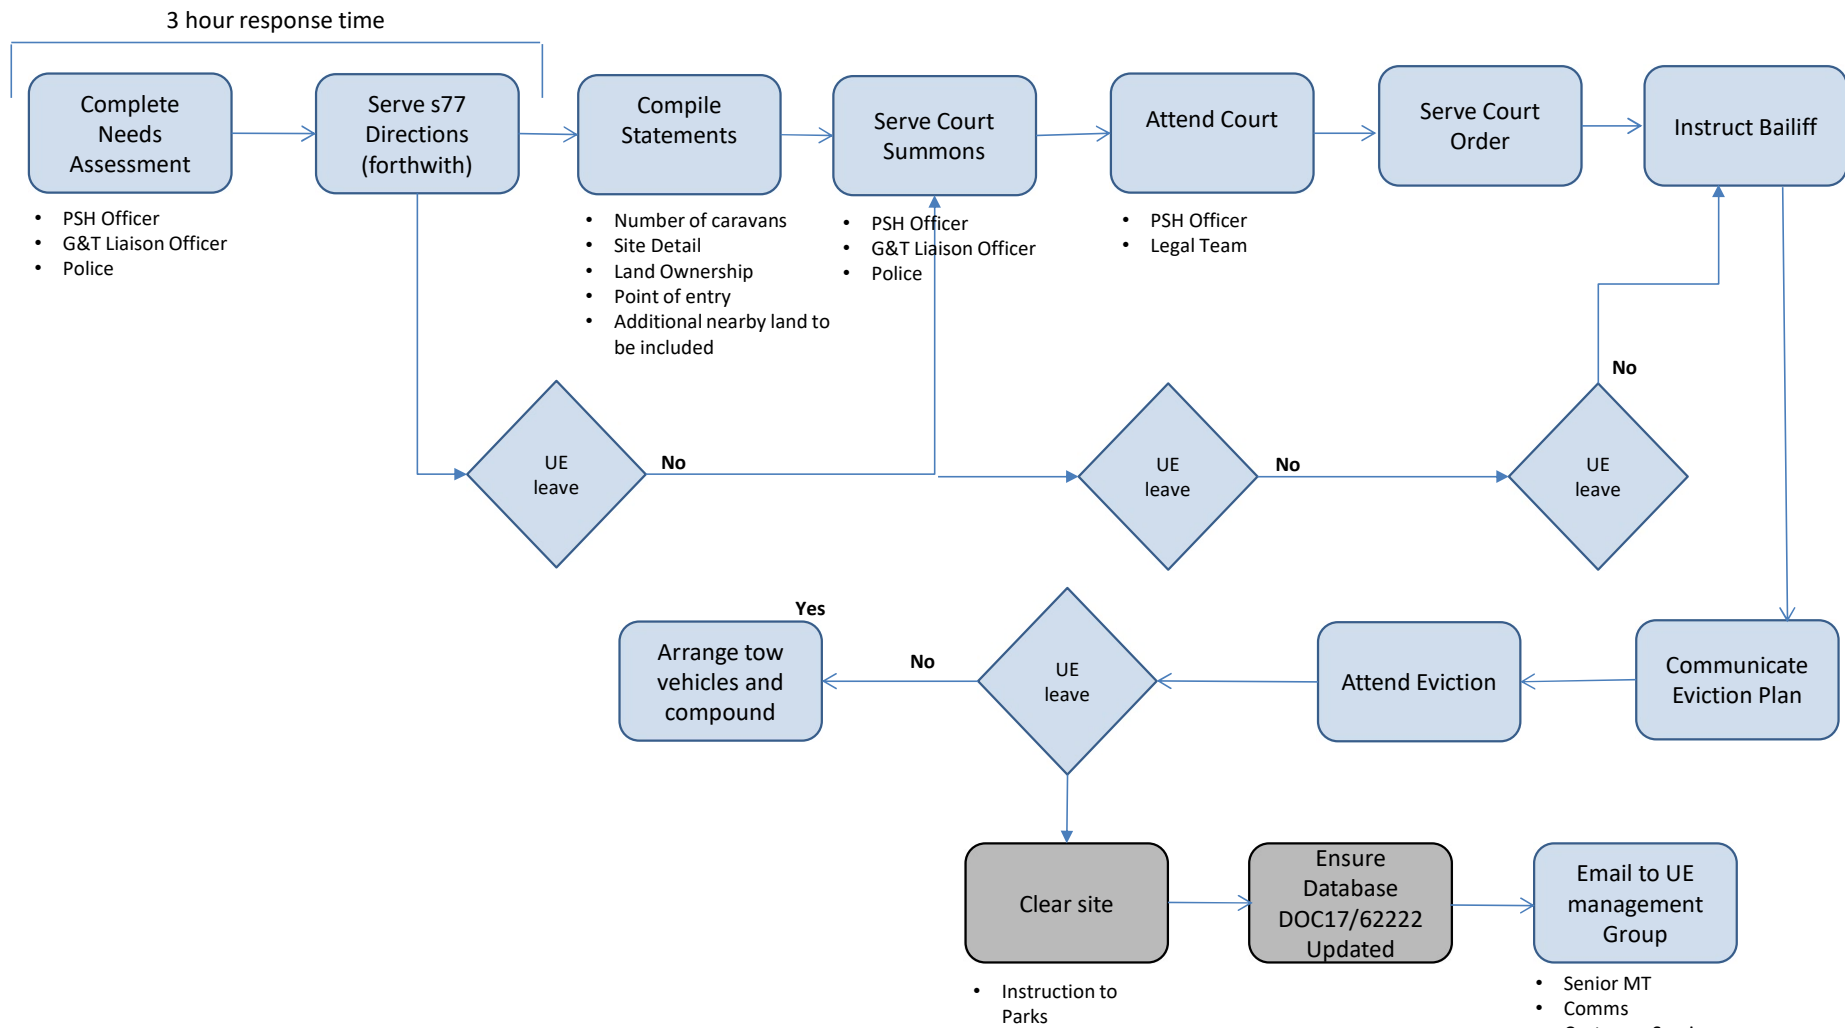 3 hour response time
Complete
Needs
Assessment
Serve s77
Directions
(forthwith)
Compile
Statements
Serve Court
Summons
Attend Court
Serve Court
Order
Instruct Bailiff
• PSH Officer
• G&T Liaison Officer
• Police
• Number of caravans
• Site Detail
• Land Ownership
• Point of entry
• Additional nearby land to
be included
• PSH Officer
• G&T Liaison Officer
• Police
• PSH Officer
• Legal Team
UE
leave
No
UE
leave
No
UE
leave
No
Yes
Arrange tow
vehicles and
compound
No
UE
leave
Attend Eviction
Communicate
Eviction Plan
Clear site
Ensure
Database
DOC17/62222
Updated
Email to UE
management
Group
• Instruction to
Parks
• Senior MT
• Comms